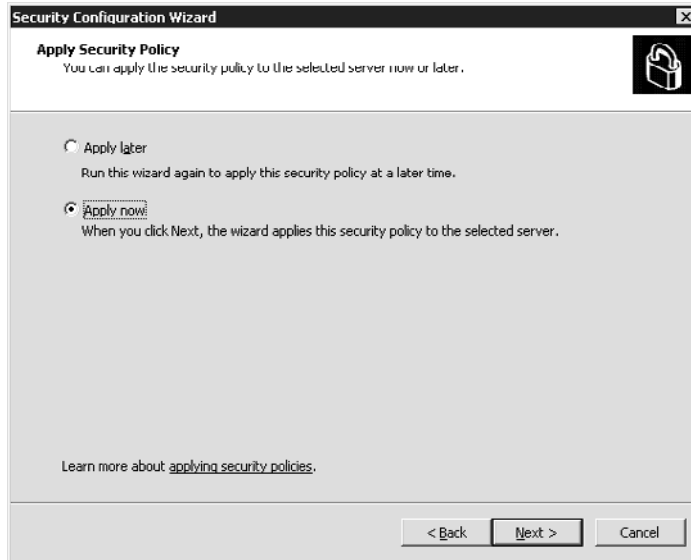 Security Configuration Wizard
Apply Security Policy
You can apply the security policy to the selected server now or later.
Apply later
Run this wizard again to apply this security policy at a later time.
Apply now
When you click Next, the wizard applies this security policy to the selected server.
Learn more about applying security policies.
< Back Next > Cancel